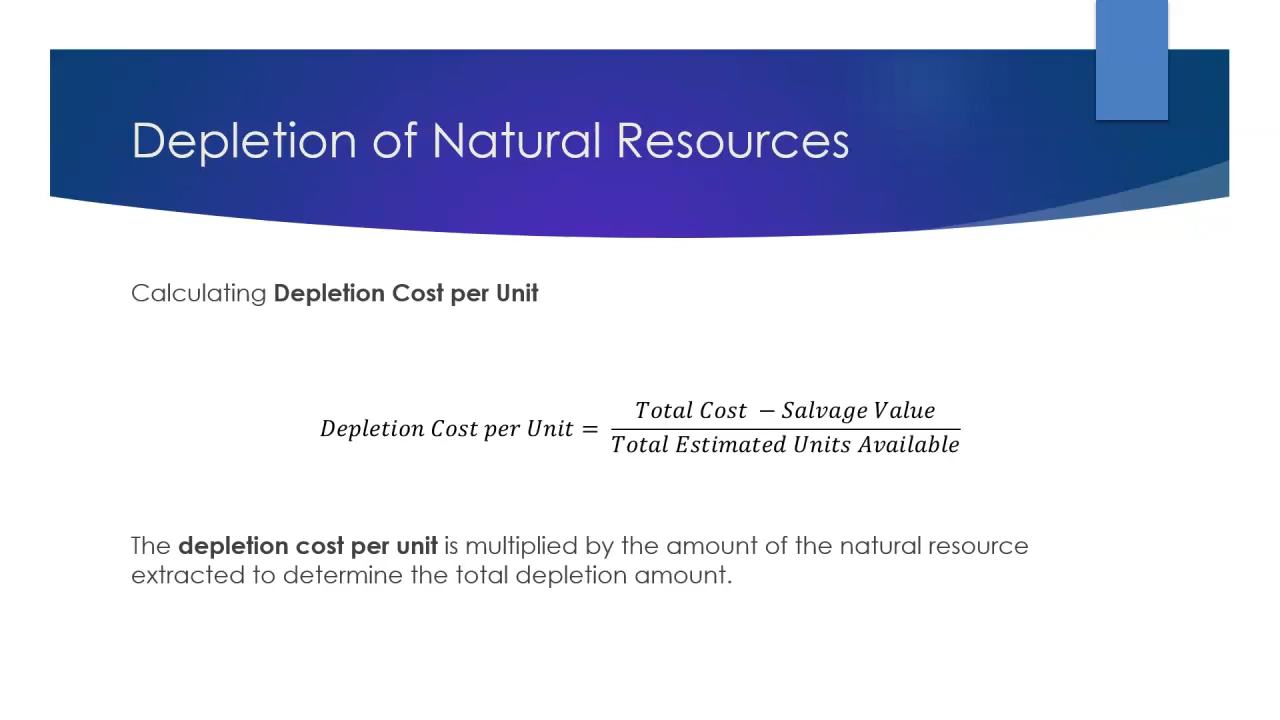 Depletion of Natural Resources
Calculating Depletion Cost per Unit
Depletion Cost per Unit = Total Cost − Salvage Value / Total Estimated Units Available
The depletion cost per unit is multiplied by the amount of the natural resource
extracted to determine the total depletion amount.